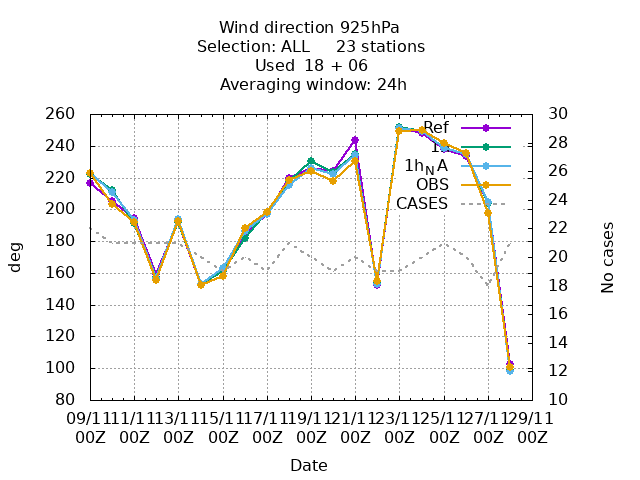 Wind direction 925hPa
Selection: ALL 23 stations
Used 18 + 06
Averaging window: 24h
260
240
220
200
180
160
140
120
100
80
deg
30
28
26
24
22
20
18
16
14
12
10
No cases
Ref
1h_N A
OBS
CASES
09/11 11/11 13/11 15/11 17/11 19/11 21/11 23/11 25/11 27/11 29/11
00Z 00Z 00Z 00Z 00Z 00Z 00Z 00Z 00Z 00Z 00Z
Date